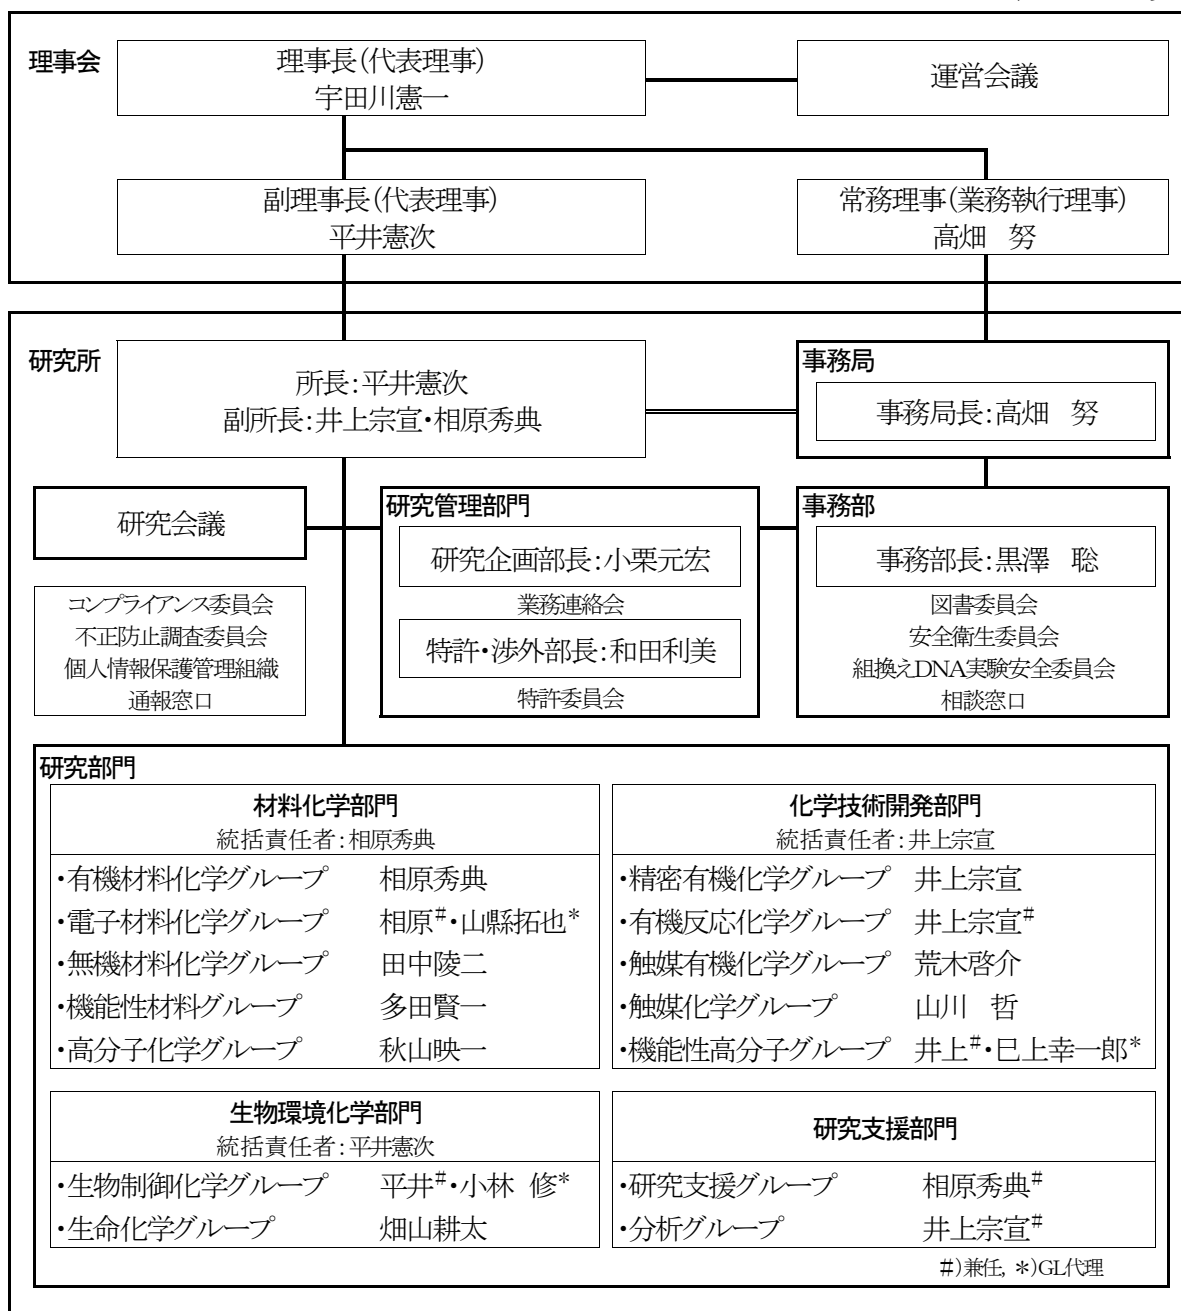 理事会
理事長(代表理事)
宇田川憲一
運営会議
副理事長(代表理事)
平井憲次
常務理事(業務執行理事)
高畑　努
研究所
所長:平井憲次
副所長:井上宗宣・相原秀典
事務局
事務局長:高畑　努
研究会議
研究管理部門
研究企画部長:小栗元宏
業務連絡会
特許・渉外部長:和田利美
特許委員会
事務部
事務部長:黒澤　聡
図書委員会
安全衛生委員会
組換えDNA実験安全委員会
相談窓口
コンプライアンス委員会
不正防止調査委員会
個人情報保護管理組織
通報窓口
研究部門
材料化学部門
統括責任者:相原秀典
・有機材料化学グループ　相原秀典
・電子材料化学グループ　相原#・山縣拓也*
・無機材料化学グループ　田中陵二
・機能性材料グループ　多田賢一
・高分子化学グループ　秋山映一
化学技術開発部門
統括責任者:井上宗宣
・精密有機化学グループ　井上宗宣
・有機反応化学グループ　井上宗宣#
・触媒有機化学グループ　荒木啓介
・触媒化学グループ　山川　哲
・機能性高分子グループ　井上#・巳上幸一郎*
生物環境化学部門
統括責任者:平井憲次
・生物制御化学グループ　平井#・小林　修*
・生命化学グループ　畑山耕太
研究支援部門
・研究支援グループ　相原秀典#
・分析グループ　井上宗宣#
#)兼任, *)GL代理